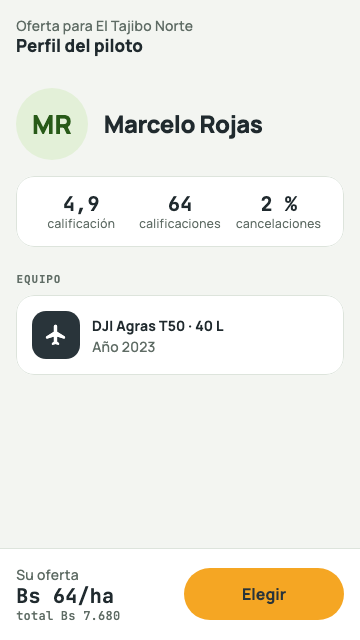 Oferta para El Tajibo Norte
Perfil del piloto
MR
Marcelo Rojas
4,9
calificación
64
calificaciones
2 %
cancelaciones
EQUIPO
DJI Agras T50 · 40 L
Año 2023
Su oferta
Bs 64/ha
total Bs 7.680
Elegir